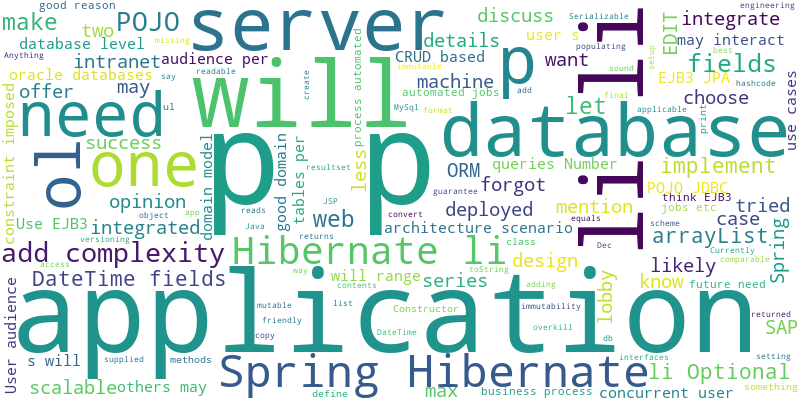 good reason
make
two
POJO
server
discuss
Serializable
engineering
integrate
Anything
database level
missing
audience per
CRUD based
details
user s
populating
EDIT
may interact
oracle databases
intranet
process automated
p
want
li li
best
fields
offer
may
say
readable
immutable
machine
automated jobs
sound
setup
EJB3 JPA
hashcode
constraint imposed
need
ul
will
create
MySql
format
add
let
final
applicable
print
choose
use cases
success
one
p p
less
database
ol
domain model
good domain
tables per
resultset
ORM
queries Number
li li
implement
opinion
JSP
guarantee
forgot
POJO JDBC
think EJB3
jobs etc
Use EJB3
object
app
reads
Java
web
convert
deployed
mention
equals
tried
case
integrated
versioning
returns
architecture scenario
Dec
scheme
arrayList
Spring
add complexity
Hibernate li
class
design
Currently
comparable
access
way
toString
likely
DateTime fields
will range
contents
series
adding
lobby
know
future need
User audience
application
mutable
list
Constructor
immutability
returned
friendly
DateTime
overkill
db
SAP
s will
supplied
methods
copy
Spring Hibernate
interfaces
li Optional
setting
scalable
others may
define
max
business process
concurrent user
something